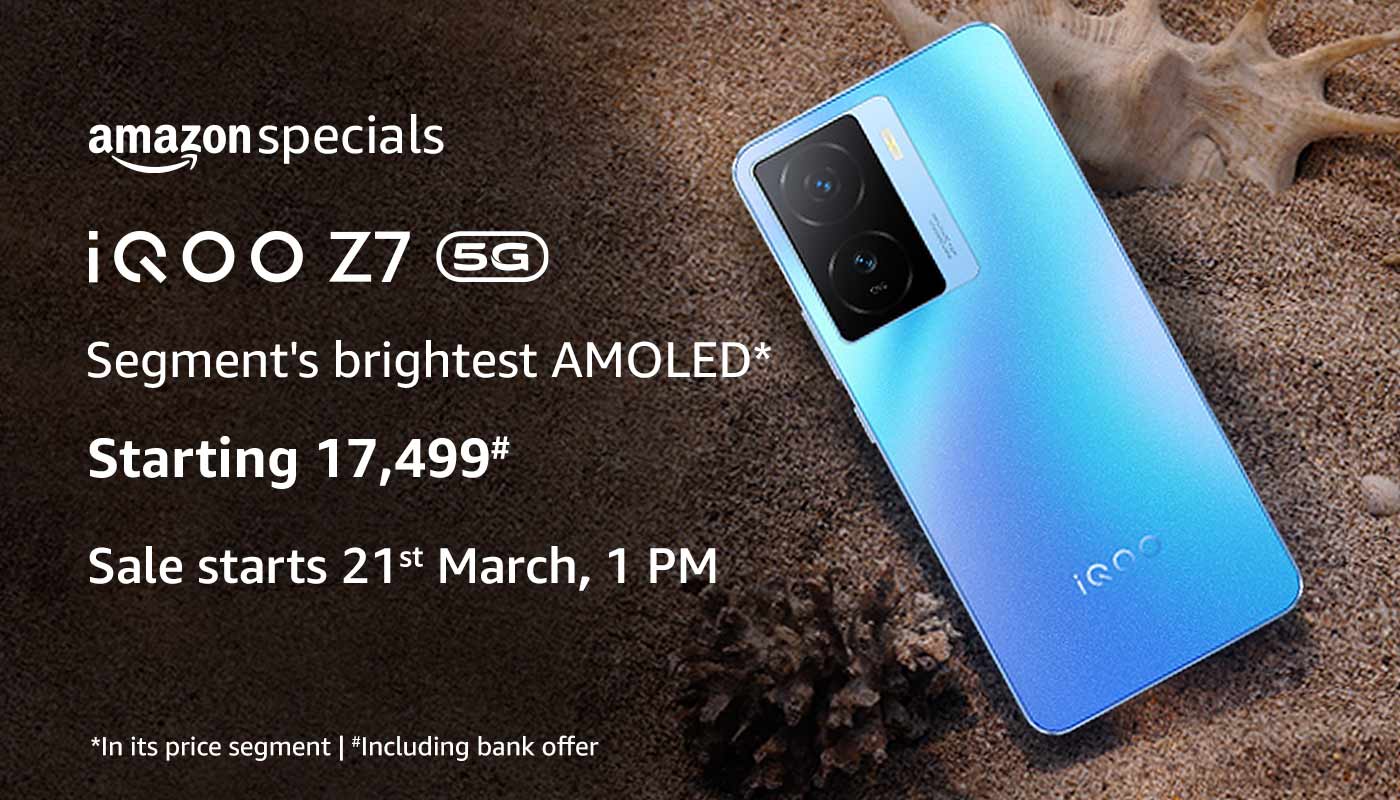 amazon specials
iQOO Z7 5G
Segment's brightest AMOLED*
Starting 17,499#
Sale starts 21st March, 1 PM
*In its price segment | #Including bank offer
OIS
iQOO